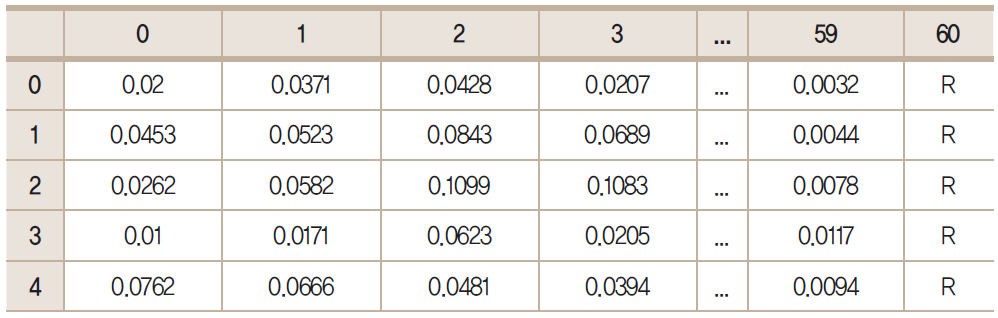 0 1 2 3 ... 59 60
0 0.02 0.0371 0.0428 0.0207 ... 0.0032 R
1 0.0453 0.0523 0.0843 0.0689 ... 0.0044 R
2 0.0262 0.0582 0.1099 0.1083 ... 0.0078 R
3 0.01 0.0171 0.0623 0.0205 ... 0.0117 R
4 0.0762 0.0666 0.0481 0.0394 ... 0.0094 R